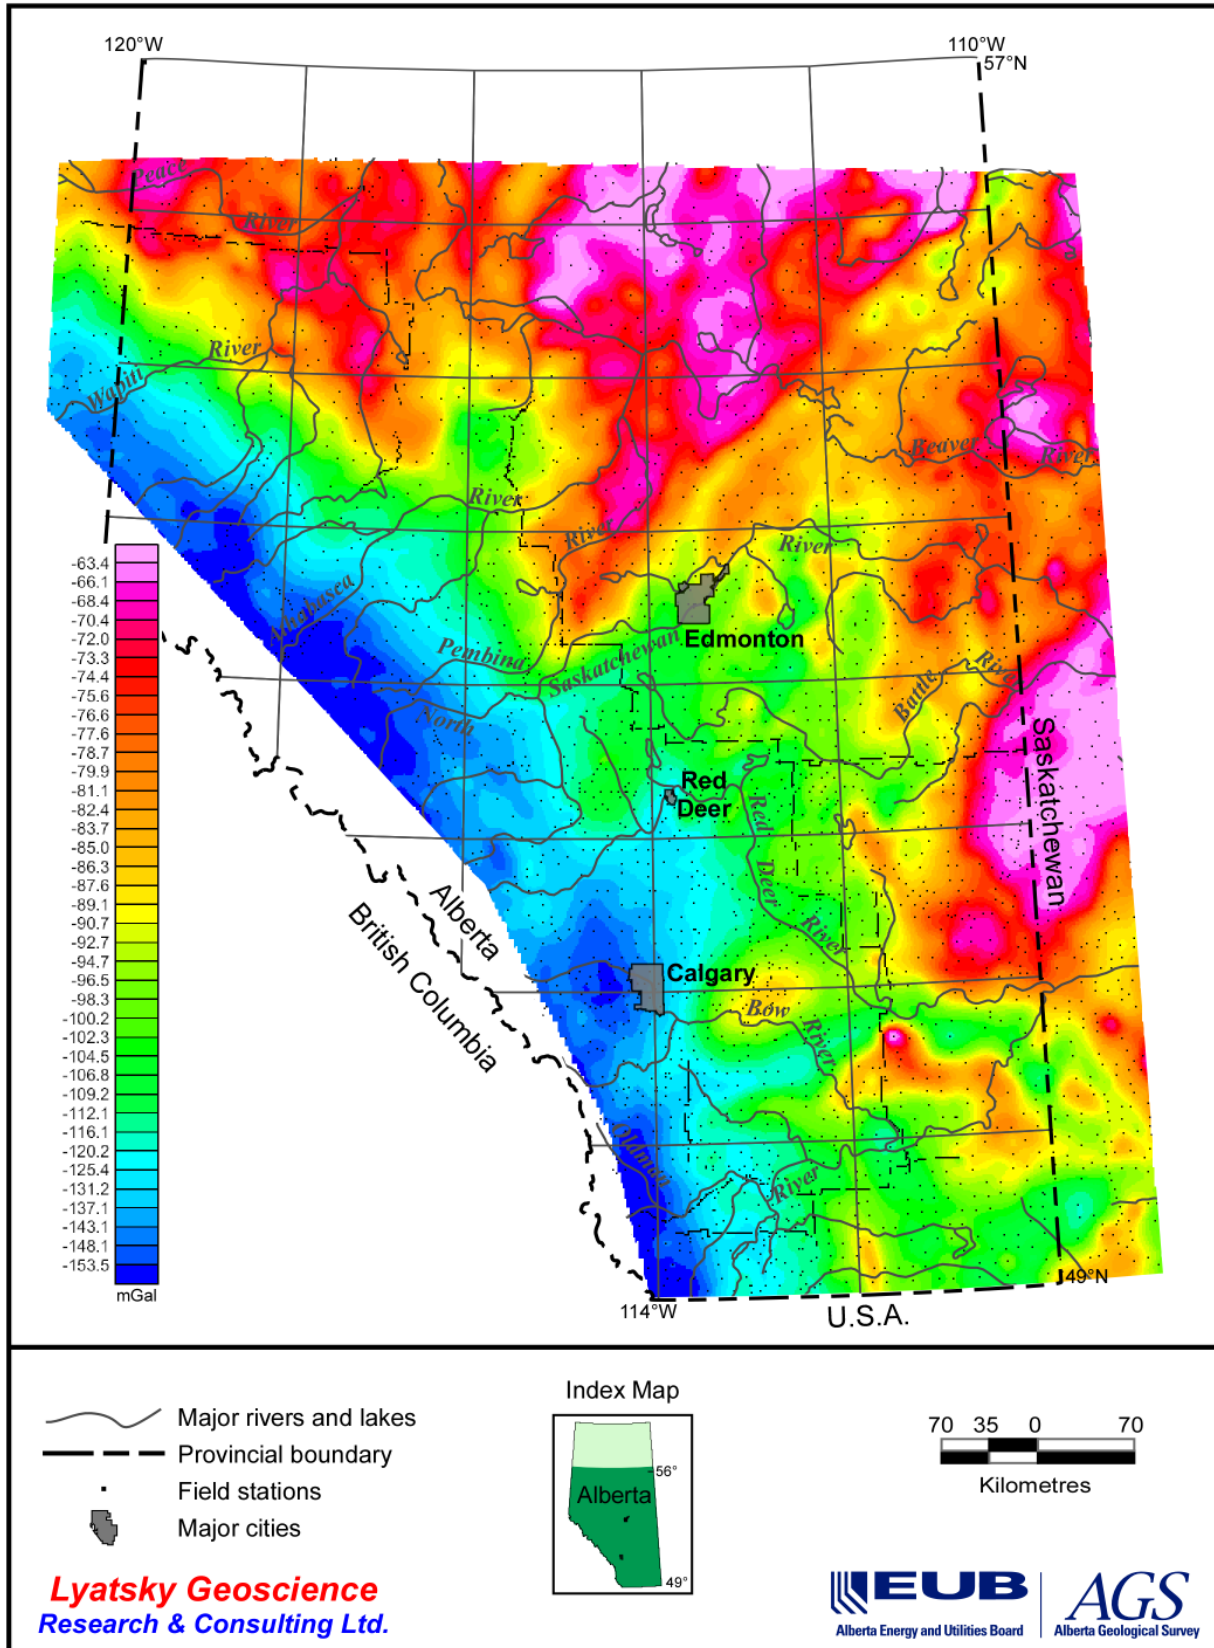 120°W
110°W
57°N
Peace
River
River
Wapiti
Beaver
River
River
River
River
Athabasca
Pembina
Saskatchewan
Edmonton
North
Battle
River
Saskatchewan
Red
Deer
Red
Deer
River
Alberta
British Columbia
Calgary
Bow
River
Oldman
River
-63.4
-66.1
-68.4
-70.4
-72.0
-73.3
-74.4
-75.6
-76.6
-77.6
-78.7
-79.9
-81.1
-82.4
-83.7
-85.0
-86.3
-87.6
-89.1
-90.7
-92.7
-94.7
-96.5
-98.3
-100.2
-102.3
-104.5
-106.8
-109.2
-112.1
-116.1
-120.2
-125.4
-131.2
-137.1
-143.1
-148.1
-153.5
mGal
49°N
114°W
U.S.A.
Major rivers and lakes
Provincial boundary
Field stations
Major cities
Index Map
56°
Alberta
49°
70 35 0 70
Kilometres
Lyatsky Geoscience
Research & Consulting Ltd.
EUB
Alberta Energy and Utilities Board
AGS
Alberta Geological Survey